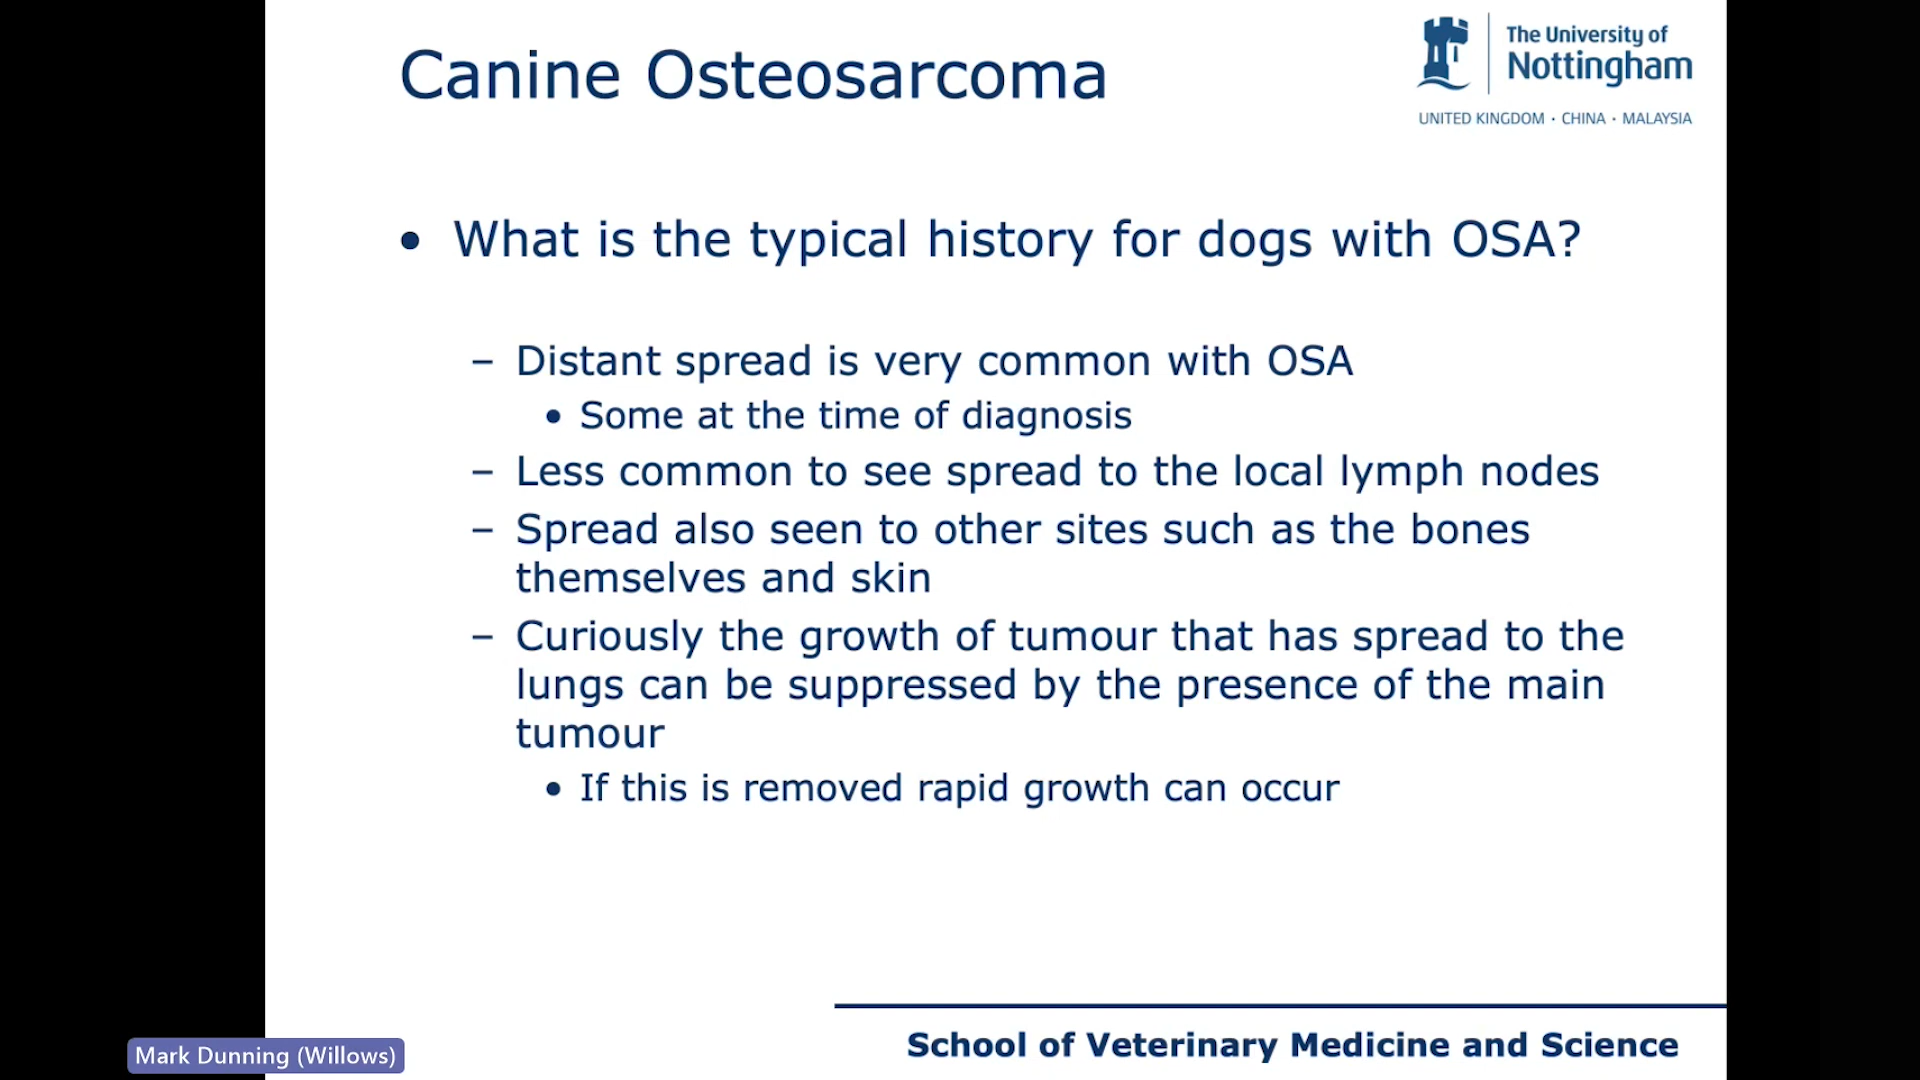 Canine Osteosarcoma
The University of
Nottingham
UNITED KINGDOM · CHINA · MALAYSIA
• What is the typical history for dogs with OSA?
– Distant spread is very common with OSA
• Some at the time of diagnosis
– Less common to see spread to the local lymph nodes
– Spread also seen to other sites such as the bones
themselves and skin
– Curiously the growth of tumour that has spread to the
lungs can be suppressed by the presence of the main
tumour
• If this is removed rapid growth can occur
School of Veterinary Medicine and Science
Mark Dunning (Willows)